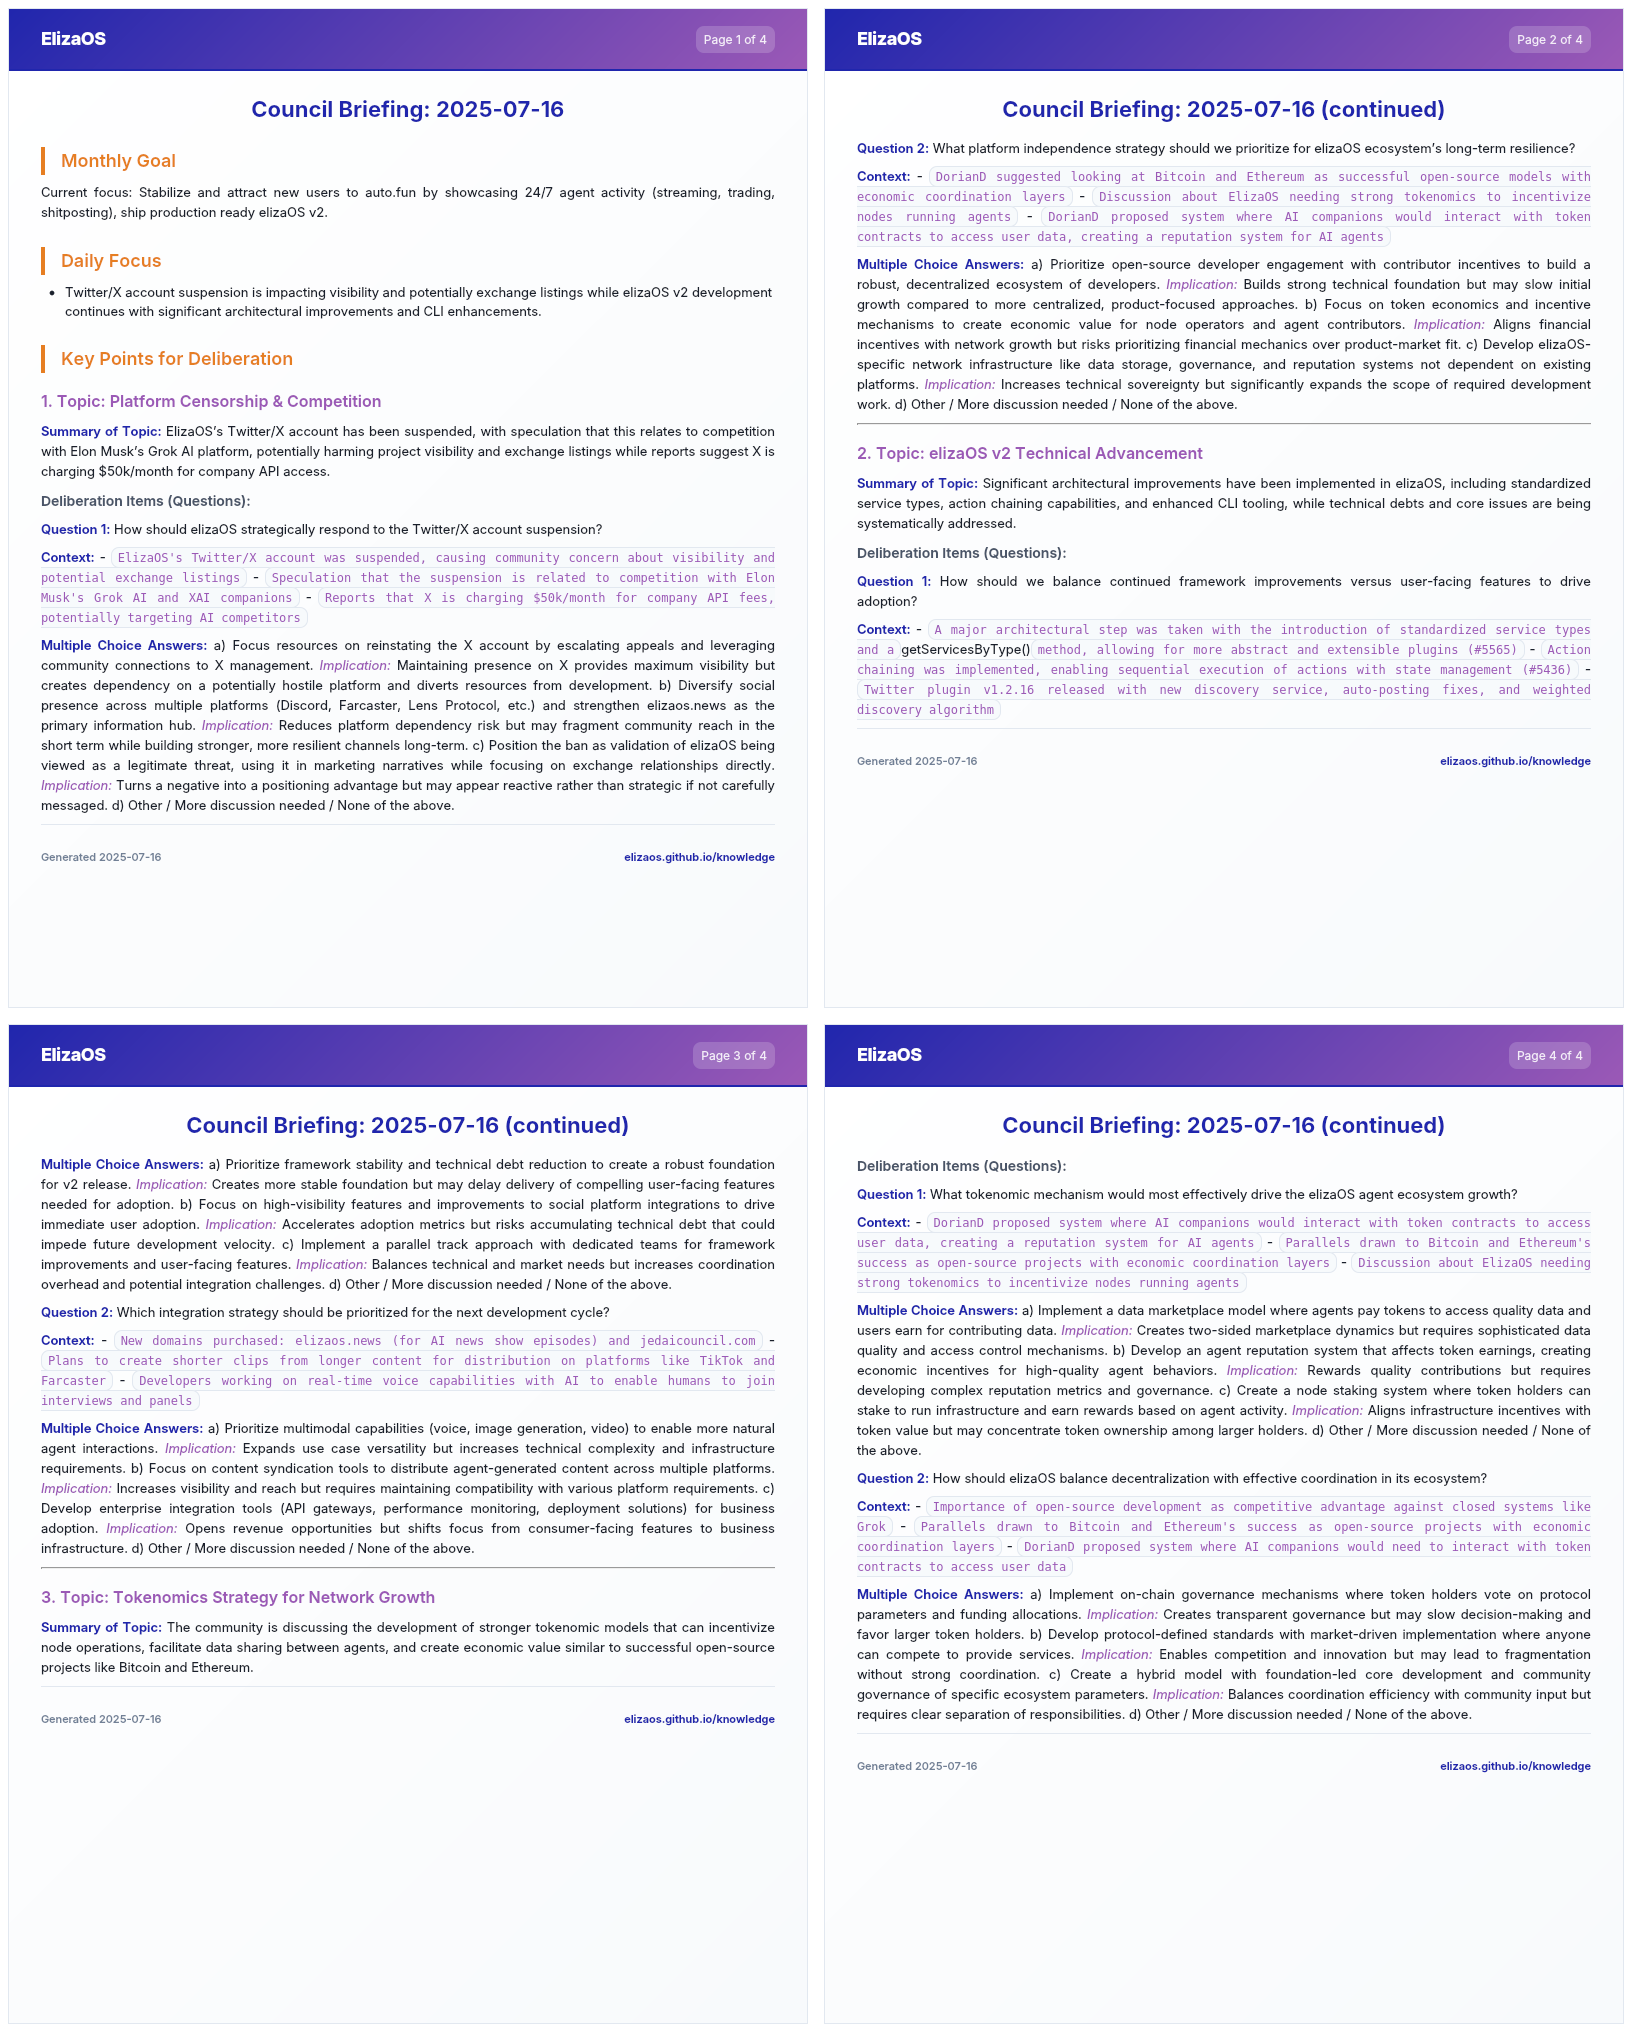 ElizaOS
Page 1 of 4
Council Briefing: 2025-07-16
Monthly Goal
Current focus: Stabilize and attract new users to auto.fun by showcasing 24/7 agent activity (streaming, trading,
shitposting), ship production ready elizaOS v2.
Daily Focus
• Twitter/X account suspension is impacting visibility and potentially exchange listings while elizaOS v2 development
continues with significant architectural improvements and CLI enhancements.
Key Points for Deliberation
1. Topic: Platform Censorship & Competition
Summary of Topic: ElizaOS’s Twitter/X account has been suspended, with speculation that this relates to competition
with Elon Musk’s Grok AI platform, potentially harming project visibility and exchange listings while reports suggest X is
charging $50k/month for company API access.
Deliberation Items (Questions):
Question 1: How should elizaOS strategically respond to the Twitter/X account suspension?
Context: - ElizaOS's Twitter/X account was suspended, causing community concern about visibility and
potential exchange listings - Speculation that the suspension is related to competition with Elon
Musk's Grok AI and XAI companions - Reports that X is charging $50k/month for company API fees,
potentially targeting AI competitors
Multiple Choice Answers: a) Focus resources on reinstating the X account by escalating appeals and leveraging
community connections to X management. Implication: Maintaining presence on X provides maximum visibility but
creates dependency on a potentially hostile platform and diverts resources from development. b) Diversify social
presence across multiple platforms (Discord, Farcaster, Lens Protocol, etc.) and strengthen elizaos.news as the
primary information hub. Implication: Reduces platform dependency risk but may fragment community reach in the
short term while building stronger, more resilient channels long-term. c) Position the ban as validation of elizaOS being
viewed as a legitimate threat, using it in marketing narratives while focusing on exchange relationships directly.
Implication: Turns a negative into a positioning advantage but may appear reactive rather than strategic if not carefully
messaged. d) Other / More discussion needed / None of the above.
Generated 2025-07-16
elizaos.github.io/knowledge
ElizaOS
Page 2 of 4
Council Briefing: 2025-07-16 (continued)
Question 2: What platform independence strategy should we prioritize for elizaOS ecosystem’s long-term resilience?
Context: - DorianD suggested looking at Bitcoin and Ethereum as successful open-source models with
economic coordination layers - Discussion about ElizaOS needing strong tokenomics to incentivize
nodes running agents - DorianD proposed system where AI companions would interact with token
contracts to access user data, creating a reputation system for AI agents
Multiple Choice Answers: a) Prioritize open-source developer engagement with contributor incentives to build a
robust, decentralized ecosystem of developers. Implication: Builds strong technical foundation but may slow initial
growth compared to more centralized, product-focused approaches. b) Focus on token economics and incentive
mechanisms to create economic value for node operators and agent contributors. Implication: Aligns financial
incentives with network growth but risks prioritizing financial mechanics over product-market fit. c) Develop elizaOS-
specific network infrastructure like data storage, governance, and reputation systems not dependent on existing
platforms. Implication: Increases technical sovereignty but significantly expands the scope of required development
work. d) Other / More discussion needed / None of the above.
2. Topic: elizaOS v2 Technical Advancement
Summary of Topic: Significant architectural improvements have been implemented in elizaOS, including standardized
service types, action chaining capabilities, and enhanced CLI tooling, while technical debts and core issues are being
systematically addressed.
Deliberation Items (Questions):
Question 1: How should we balance continued framework improvements versus user-facing features to drive
adoption?
Context: - A major architectural step was taken with the introduction of standardized service types
and a getServicesByType() method, allowing for more abstract and extensible plugins (#5565) - Action
chaining was implemented, enabling sequential execution of actions with state management (#5436) -
Twitter plugin v1.2.16 released with new discovery service, auto-posting fixes, and weighted
discovery algorithm
Generated 2025-07-16
elizaos.github.io/knowledge
ElizaOS
Page 3 of 4
Council Briefing: 2025-07-16 (continued)
Multiple Choice Answers: a) Prioritize framework stability and technical debt reduction to create a robust foundation
for v2 release. Implication: Creates more stable foundation but may delay delivery of compelling user-facing features
needed for adoption. b) Focus on high-visibility features and improvements to social platform integrations to drive
immediate user adoption. Implication: Accelerates adoption metrics but risks accumulating technical debt that could
impede future development velocity. c) Implement a parallel track approach with dedicated teams for framework
improvements and user-facing features. Implication: Balances technical and market needs but increases coordination
overhead and potential integration challenges. d) Other / More discussion needed / None of the above.
Question 2: Which integration strategy should be prioritized for the next development cycle?
Context: - New domains purchased: elizaos.news (for AI news show episodes) and jedaicouncil.com -
Plans to create shorter clips from longer content for distribution on platforms like TikTok and
Farcaster - Developers working on real-time voice capabilities with AI to enable humans to join
interviews and panels
Multiple Choice Answers: a) Prioritize multimodal capabilities (voice, image generation, video) to enable more natural
agent interactions. Implication: Expands use case versatility but increases technical complexity and infrastructure
requirements. b) Focus on content syndication tools to distribute agent-generated content across multiple platforms.
Implication: Increases visibility and reach but requires maintaining compatibility with various platform requirements. c)
Develop enterprise integration tools (API gateways, performance monitoring, deployment solutions) for business
adoption. Implication: Opens revenue opportunities but shifts focus from consumer-facing features to business
infrastructure. d) Other / More discussion needed / None of the above.
3. Topic: Tokenomics Strategy for Network Growth
Summary of Topic: The community is discussing the development of stronger tokenomic models that can incentivize
node operations, facilitate data sharing between agents, and create economic value similar to successful open-source
projects like Bitcoin and Ethereum.
Generated 2025-07-16
elizaos.github.io/knowledge
ElizaOS
Page 4 of 4
Council Briefing: 2025-07-16 (continued)
Deliberation Items (Questions):
Question 1: What tokenomic mechanism would most effectively drive the elizaOS agent ecosystem growth?
Context: - DorianD proposed system where AI companions would interact with token contracts to access
user data, creating a reputation system for AI agents - Parallels drawn to Bitcoin and Ethereum's
success as open-source projects with economic coordination layers - Discussion about ElizaOS needing
strong tokenomics to incentivize nodes running agents
Multiple Choice Answers: a) Implement a data marketplace model where agents pay tokens to access quality data and
users earn for contributing data. Implication: Creates two-sided marketplace dynamics but requires sophisticated data
quality and access control mechanisms. b) Develop an agent reputation system that affects token earnings, creating
economic incentives for high-quality agent behaviors. Implication: Rewards quality contributions but requires
developing complex reputation metrics and governance. c) Create a node staking system where token holders can
stake to run infrastructure and earn rewards based on agent activity. Implication: Aligns infrastructure incentives with
token value but may concentrate token ownership among larger holders. d) Other / More discussion needed / None of
the above.
Question 2: How should elizaOS balance decentralization with effective coordination in its ecosystem?
Context: - Importance of open-source development as competitive advantage against closed systems like
Grok - Parallels drawn to Bitcoin and Ethereum's success as open-source projects with economic
coordination layers - DorianD proposed system where AI companions would need to interact with token
contracts to access user data
Multiple Choice Answers: a) Implement on-chain governance mechanisms where token holders vote on protocol
parameters and funding allocations. Implication: Creates transparent governance but may slow decision-making and
favor larger token holders. b) Develop protocol-defined standards with market-driven implementation where anyone
can compete to provide services. Implication: Enables competition and innovation but may lead to fragmentation
without strong coordination. c) Create a hybrid model with foundation-led core development and community
governance of specific ecosystem parameters. Implication: Balances coordination efficiency with community input but
requires clear separation of responsibilities. d) Other / More discussion needed / None of the above.
Generated 2025-07-16
elizaos.github.io/knowledge